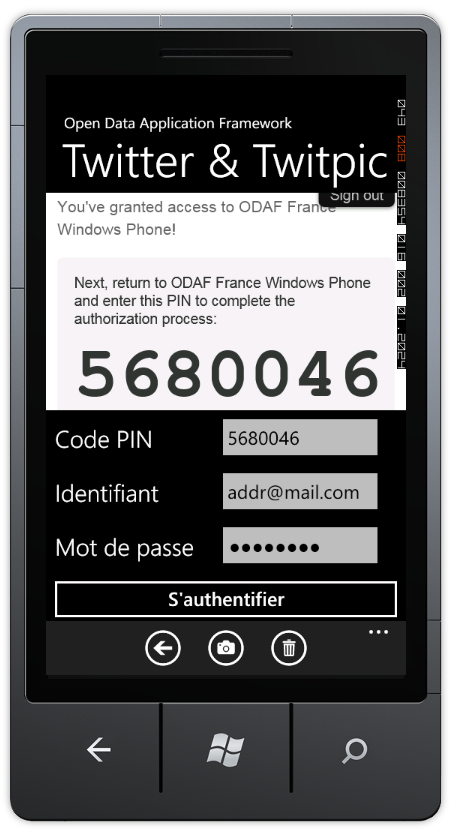 Open Data Application Framework
Twitter & Twitpic
Sign out
You've granted access to ODAF France
Windows Phone!
Next, return to ODAF France Windows Phone
and enter this PIN to complete the
authorization process:
5680046
Code PIN
5680046
Identifiant
addr@mail.com
Mot de passe
S'authentifier